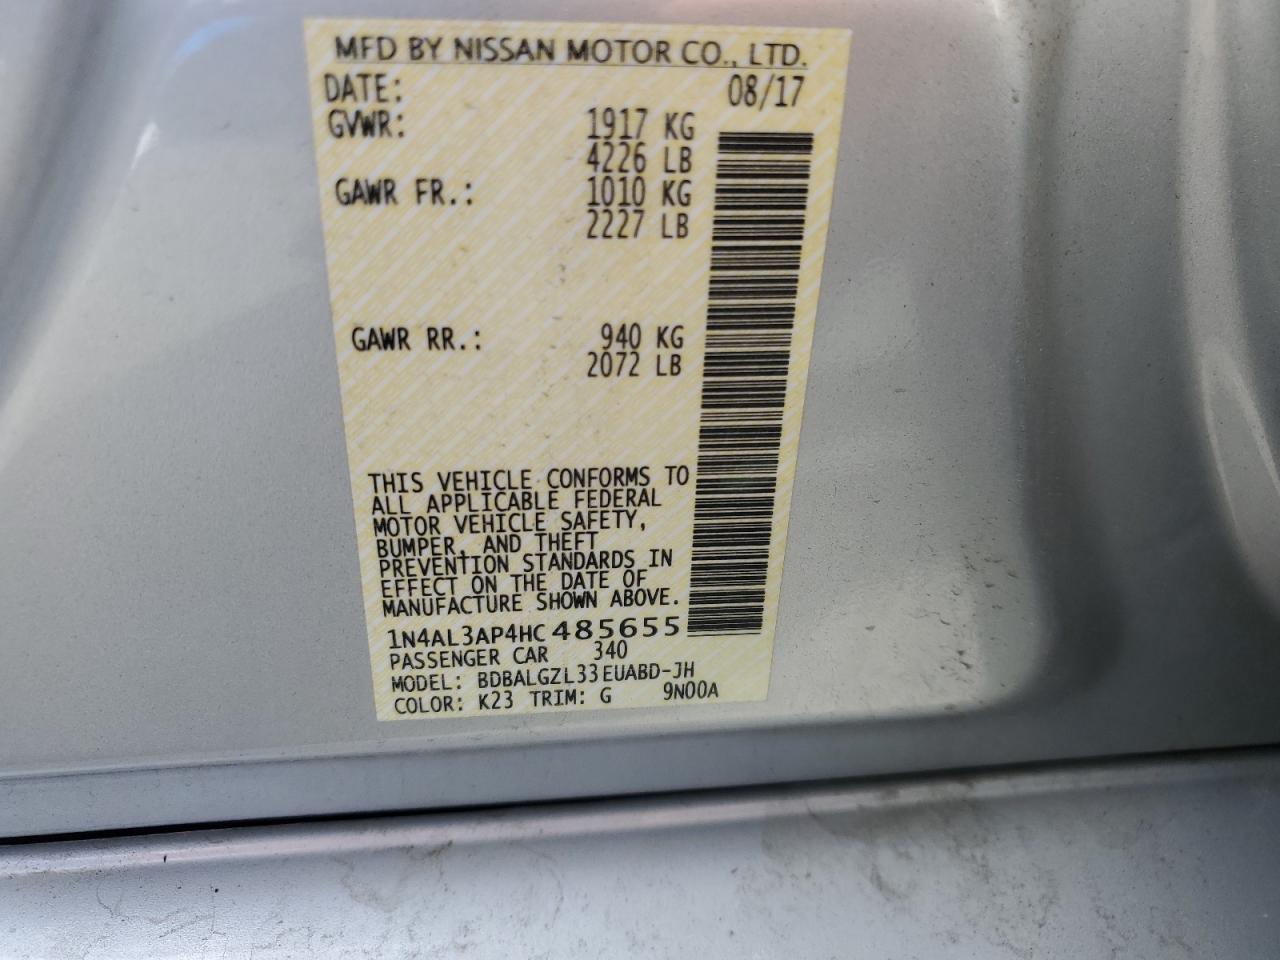 MFD BY NISSAN MOTOR CO., LTD.
DATE: 08/17
GVWR: 1917 KG
4226 LB
GAWR FR.: 1010 KG
2227 LB
GAWR RR.: 940 KG
2072 LB
THIS VEHICLE CONFORMS TO
ALL APPLICABLE FEDERAL
MOTOR VEHICLE SAFETY,
BUMPER, AND THEFT
PREVENTION STANDARDS IN
EFFECT ON THE DATE OF
MANUFACTURE SHOWN ABOVE.
1N4AL3AP4HC485655
PASSENGER CAR 340
MODEL: BDBALGZL33EUABD-JH
COLOR: K23 TRIM: G 9N00A